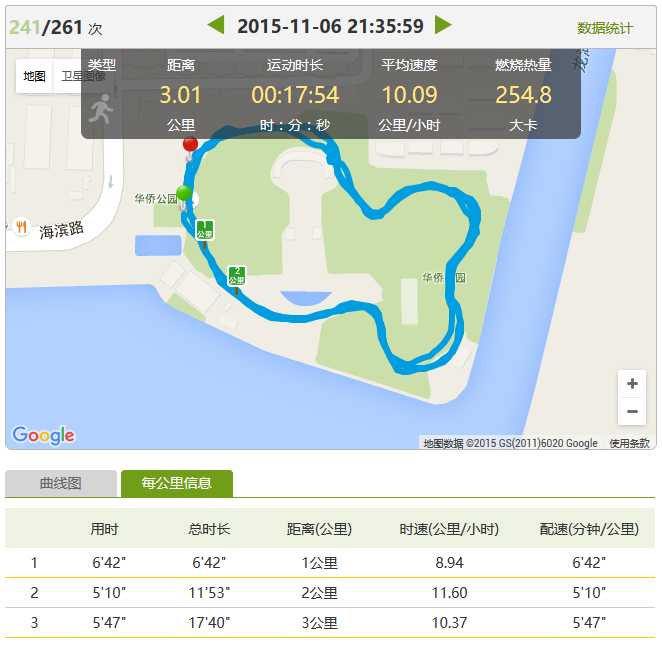 241/261 次
2015-11-06 21:35:59
数据统计
地图
卫星图像
类型 距离 运动时长 平均速度 燃烧热量
3.01 00:17:54 10.09 254.8
公里 时：分：秒 公里/小时 大卡
华侨公园
海滨路
1
公里
2
公里
华侨 园
Google
地图数据 ©2015 GS(2011)6020 Google 使用条款
曲线图 每公里信息
用时 总时长 距离(公里) 时速(公里/小时) 配速(分钟/公里)
1 6'42" 6'42" 1公里 8.94 6'42"
2 5'10" 11'53" 2公里 11.60 5'10"
3 5'47" 17'40" 3公里 10.37 5'47"